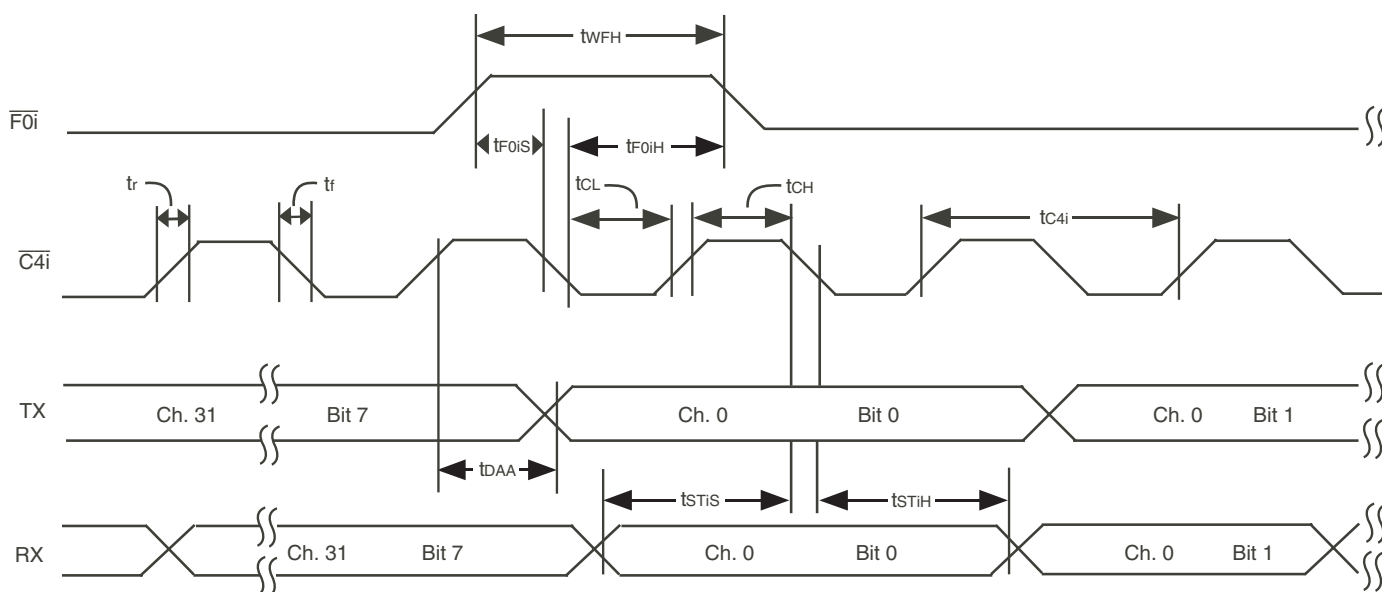 tWFH
F0i
tF0iS
tF0iH
tr
tf
tCL
tCH
tC4i
C4i
TX
Ch. 31 Bit 7 Ch. 0 Bit 0 Ch. 0 Bit 1
tDAA
tSTiS
tSTiH
RX
Ch. 31 Bit 7 Ch. 0 Bit 0 Ch. 0 Bit 1